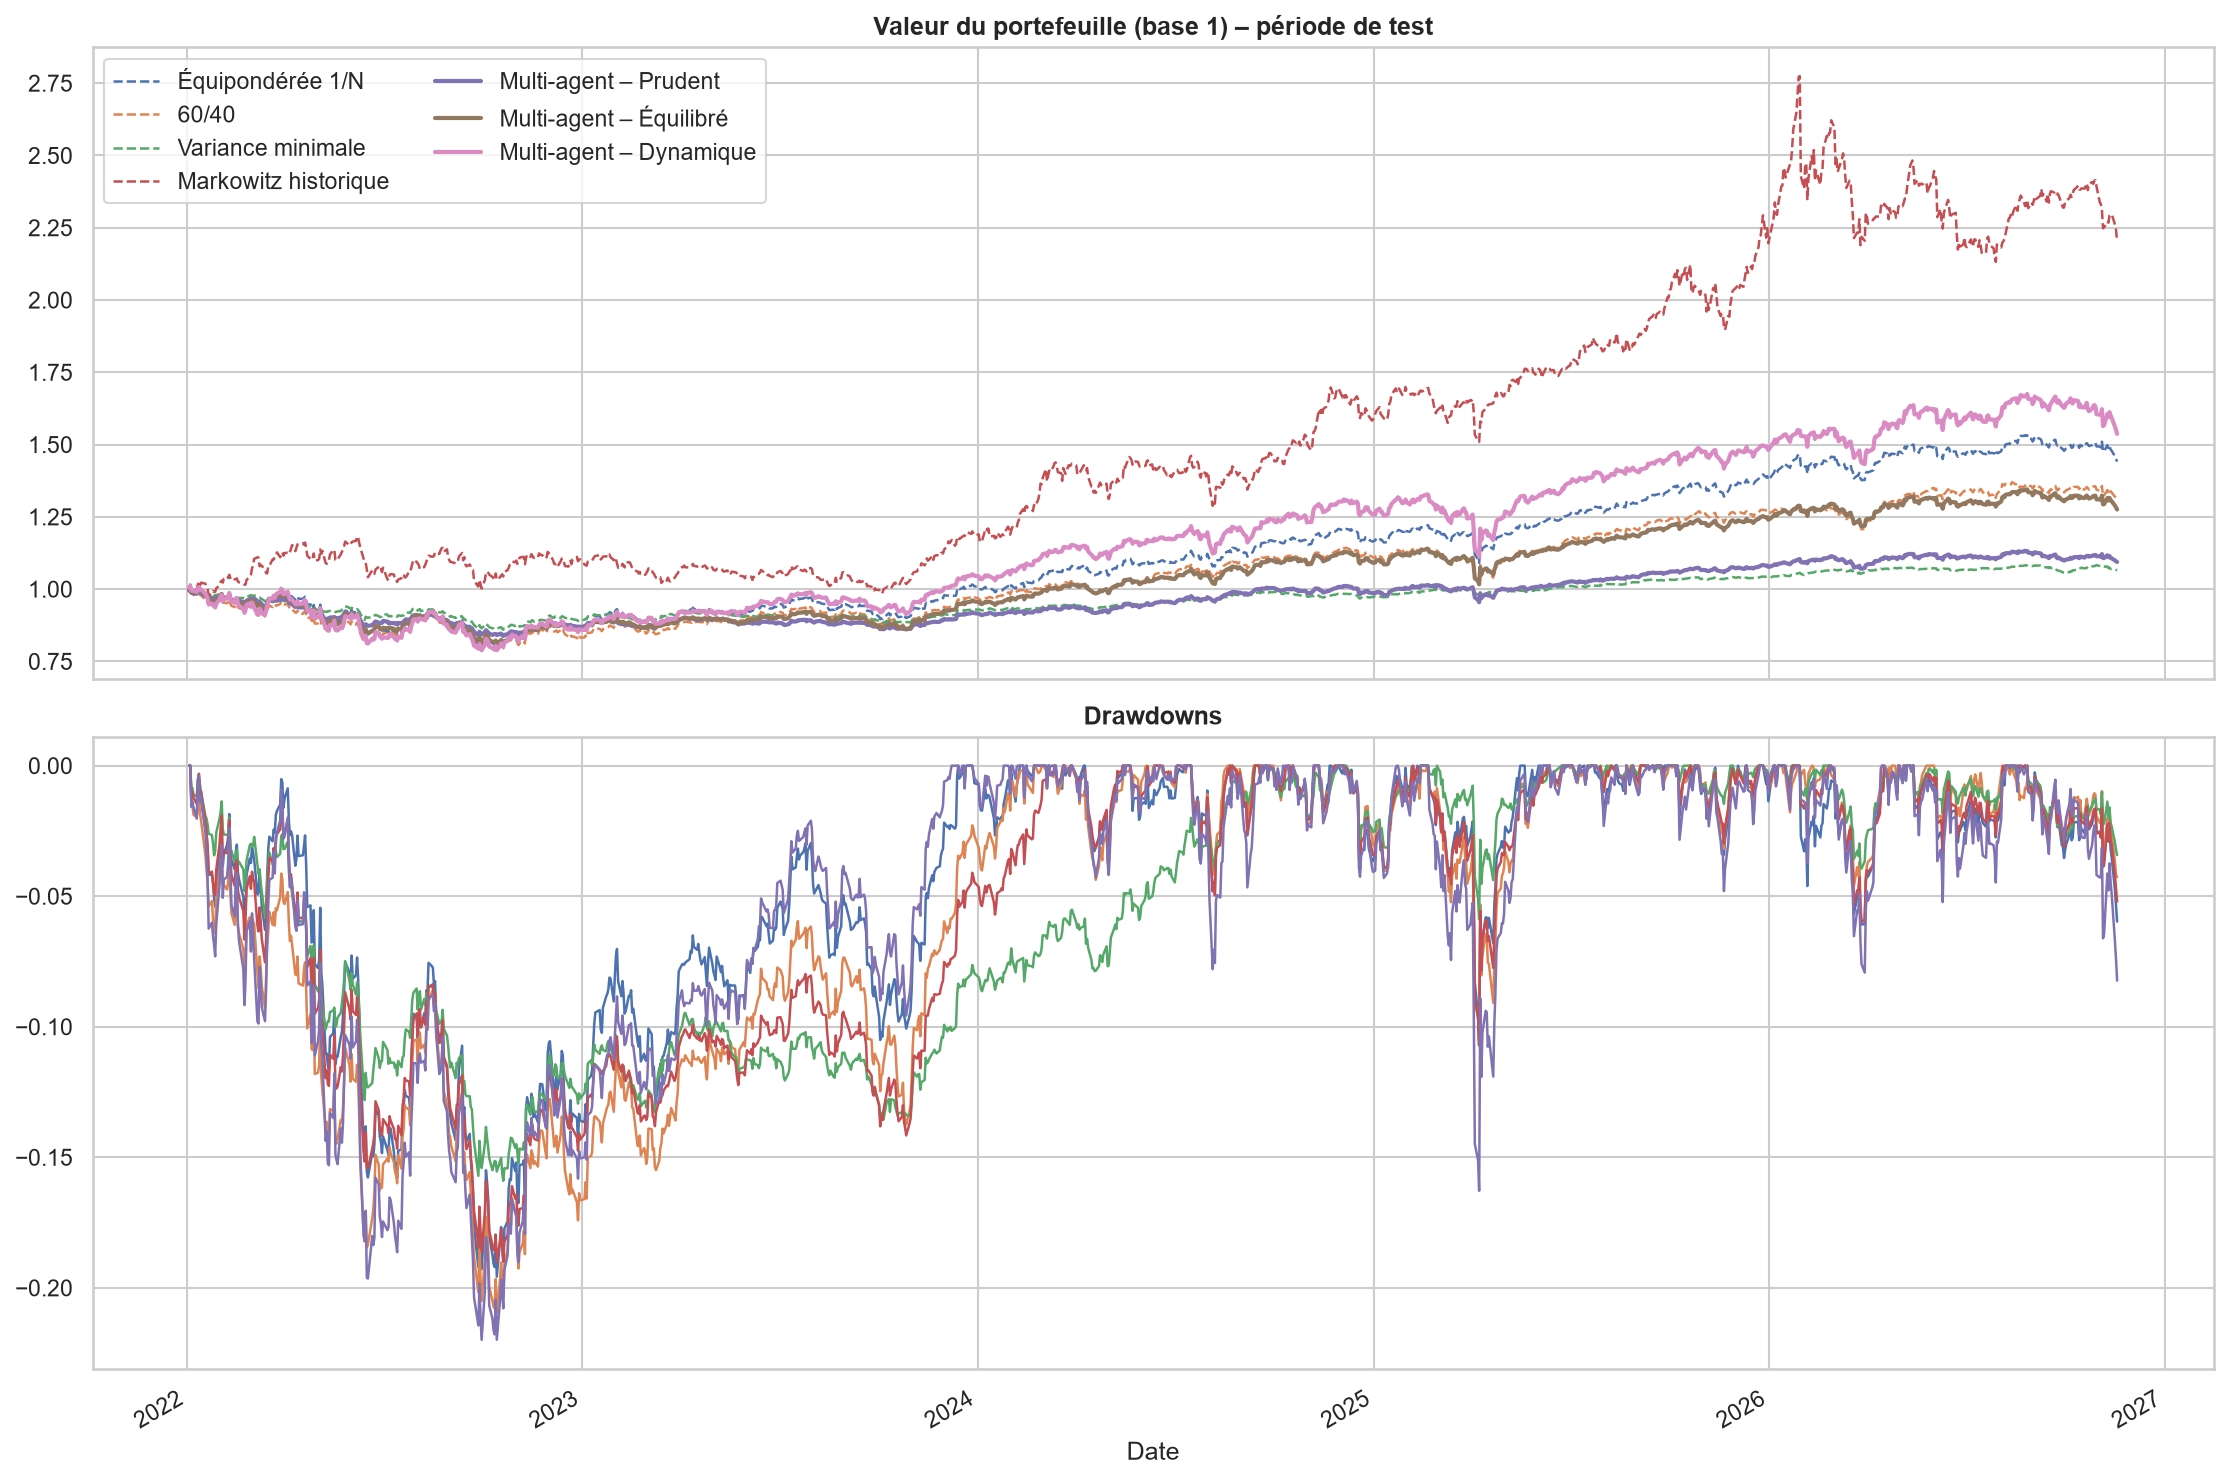 Valeur du portefeuille (base 1) – période de test
Équipondérée 1/N
60/40
Variance minimale
Markowitz historique
Multi-agent – Prudent
Multi-agent – Équilibré
Multi-agent – Dynamique
2.75
2.50
2.25
2.00
1.75
1.50
1.25
1.00
0.75
Drawdowns
0.00
−0.05
−0.10
−0.15
−0.20
2022
2023
2024
2025
2026
2027
Date